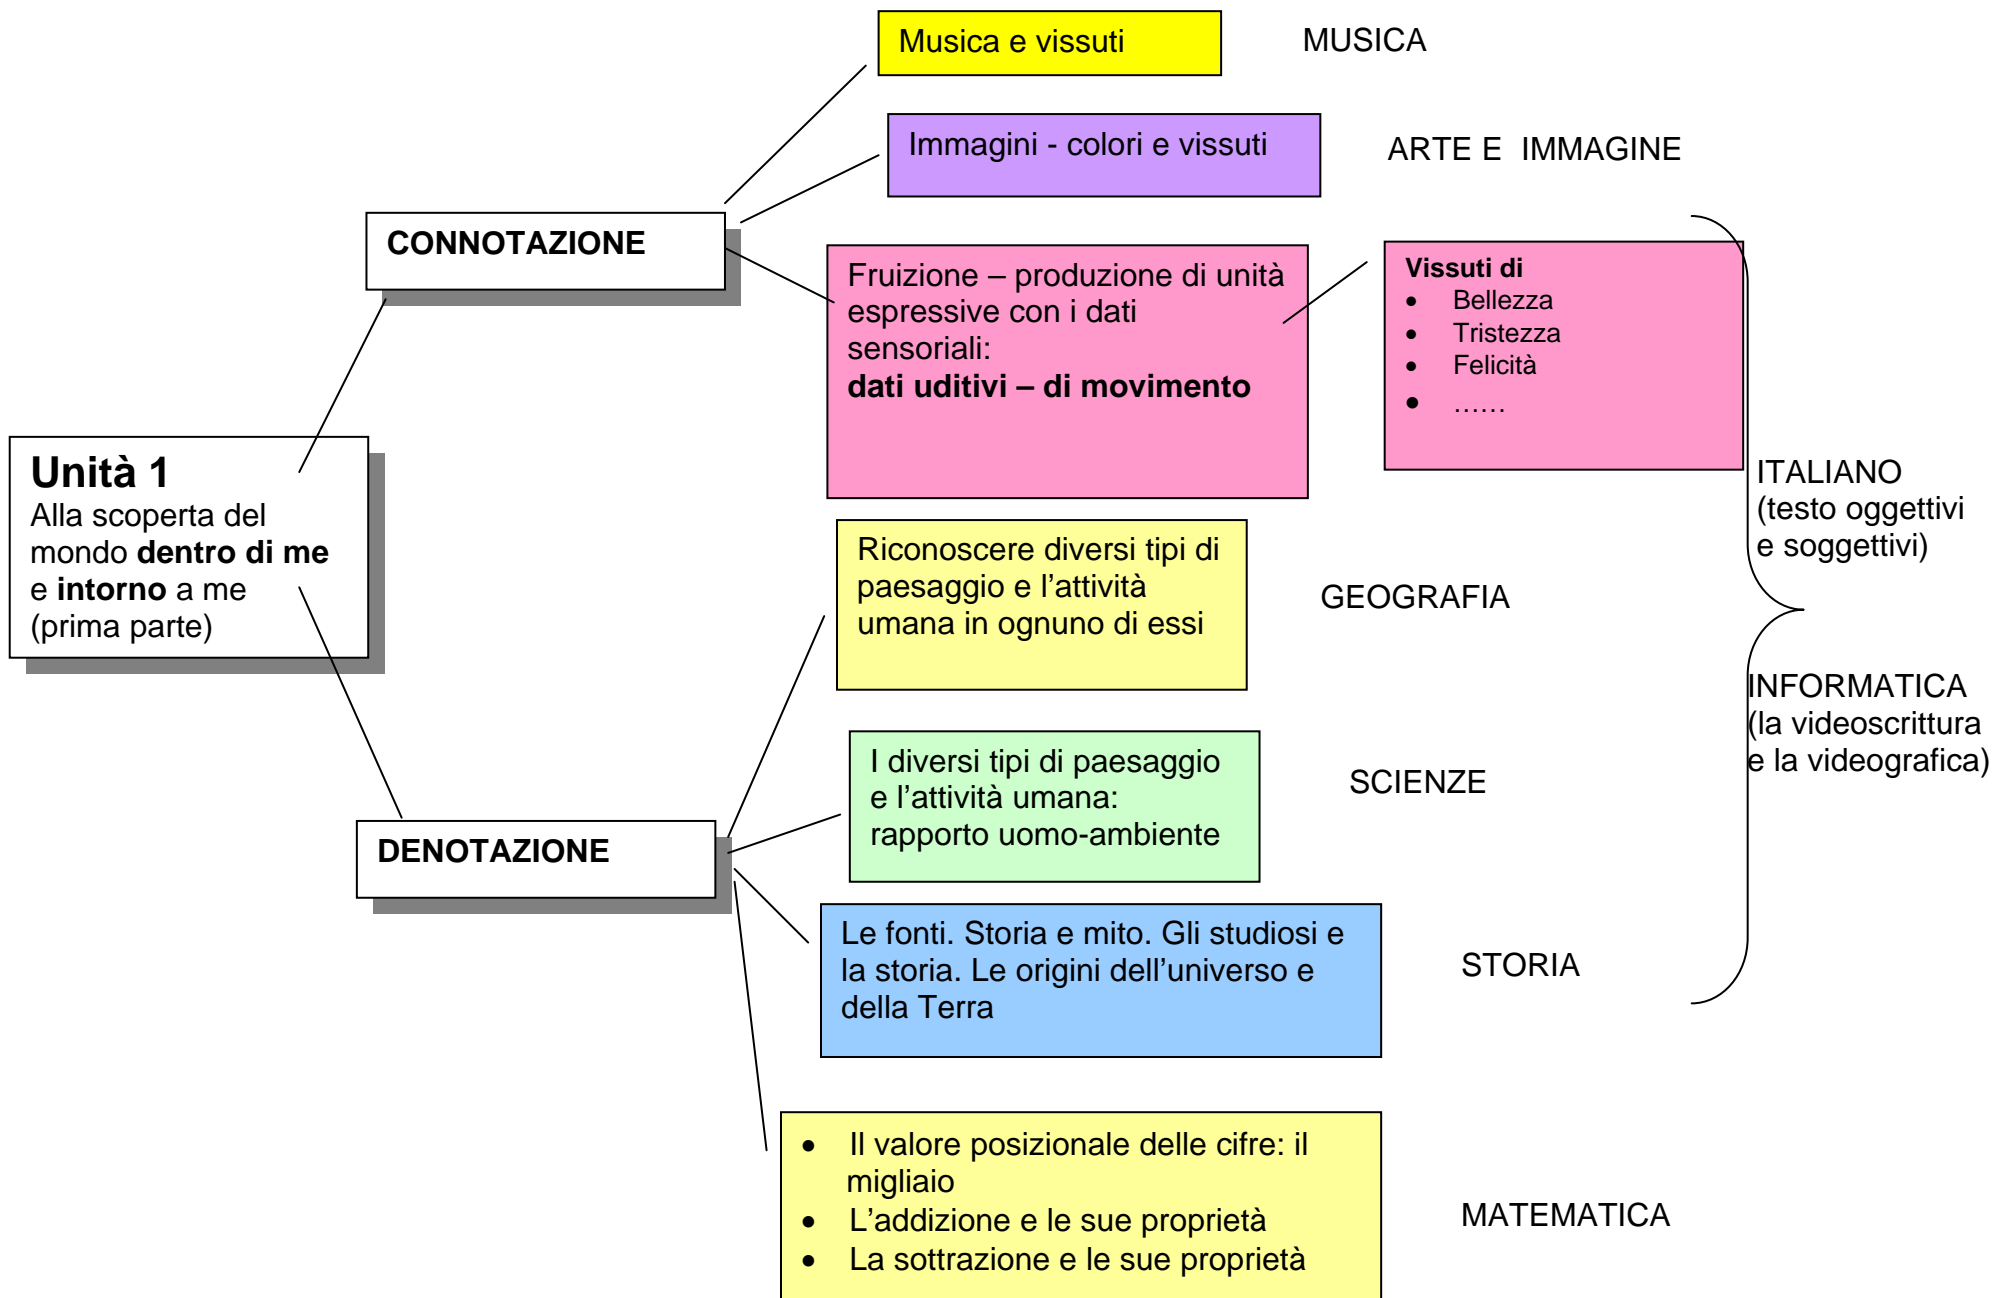 Musica e vissuti
MUSICA
Immagini - colori e vissuti
ARTE E IMMAGINE
CONNOTAZIONE
Fruizione – produzione di unità
espressive con i dati
sensoriali:
dati uditivi – di movimento
Vissuti di
• Bellezza
• Tristezza
• Felicità
• ……
Unità 1
Alla scoperta del
mondo dentro di me
e intorno a me
(prima parte)
ITALIANO
(testo oggettivi
e soggettivi)
Riconoscere diversi tipi di
paesaggio e l’attività
umana in ognuno di essi
GEOGRAFIA
INFORMATICA
(la videoscrittura
e la videografica)
I diversi tipi di paesaggio
e l’attività umana:
rapporto uomo-ambiente
SCIENZE
DENOTAZIONE
Le fonti. Storia e mito. Gli studiosi e
la storia. Le origini dell’universo e
della Terra
STORIA
• Il valore posizionale delle cifre: il
migliaio
• L’addizione e le sue proprietà
• La sottrazione e le sue proprietà
MATEMATICA